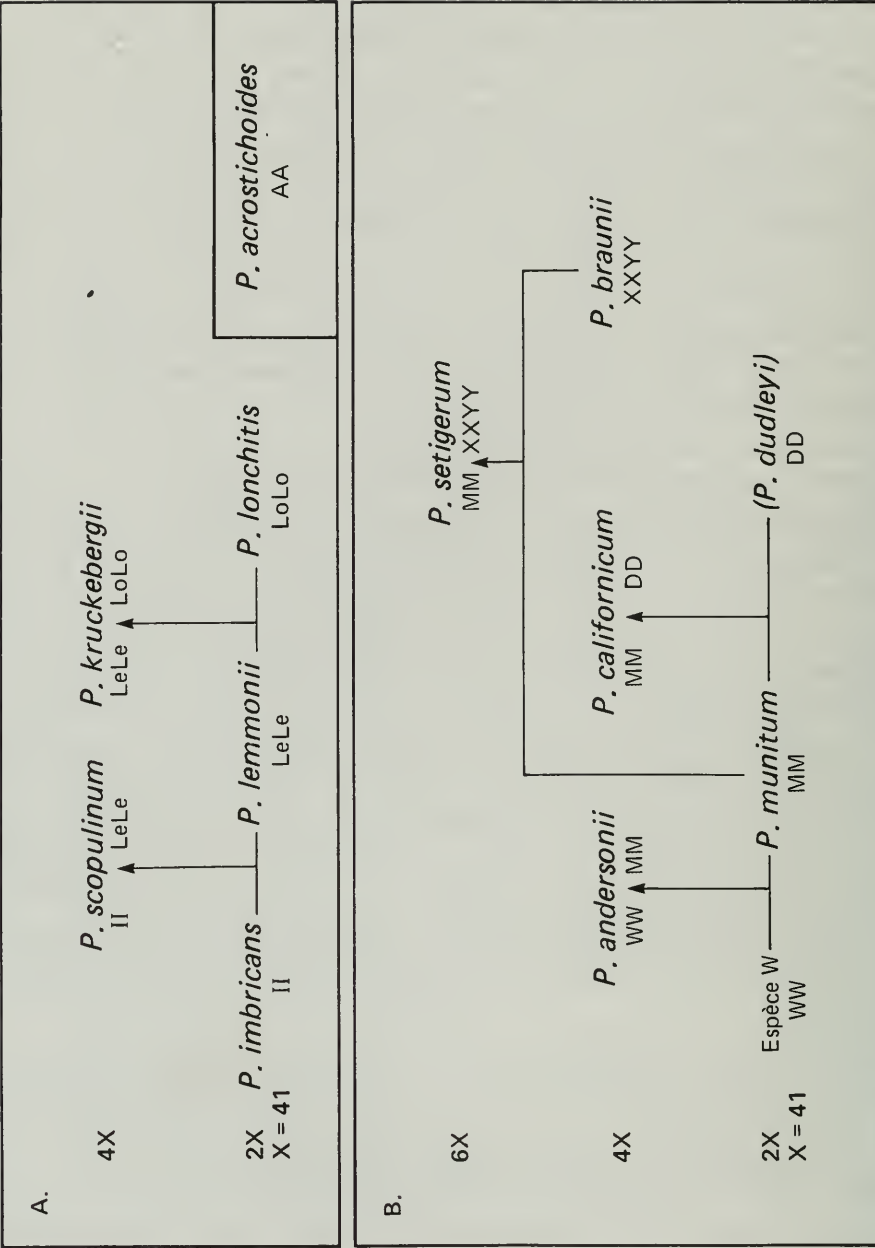 A.
4X
P. scopulinum
II LeLe
P. kruckebergii
LeLe LoLo
2X
X = 41
P. imbricans
II
P. lemmonii
LeLe
P. lonchitis
LoLo
P. acrostichoides
AA
B.
6X
P. setigerum
MM XXYY
4X
P. andersonii
WW MM
P. californicum
MM DD
P. braunii
XXYY
2X
X = 41
Espèce W
WW
P. munitum
MM
(P. dudleyi)
DD